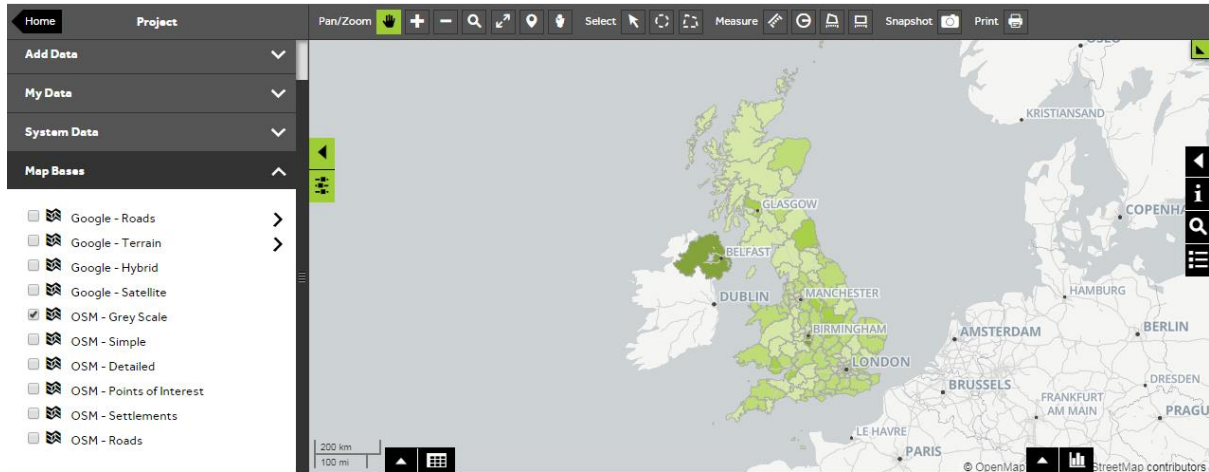 Home
Project
Pan/Zoom
Select
Measure
Snapshot
Print
Add Data
My Data
System Data
Map Bases
Google - Roads
Google - Terrain
Google - Hybrid
Google - Satellite
OSM - Grey Scale
OSM - Simple
OSM - Detailed
OSM - Points of Interest
OSM - Settlements
OSM - Roads
OSLO
KRISTIANSAND
GLASGOW
COPENHA
BELFAST
DUBLIN
MANCHESTER
HAMBURG
BIRMINGHAM
AMSTERDAM
BERLIN
LONDON
BRUSSELS
DRESDEN
FRANKFURT
AM MAIN
PRAGU
LE HAVRE
PARIS
200 km
100 mi
© OpenMap
StreetMap contributors